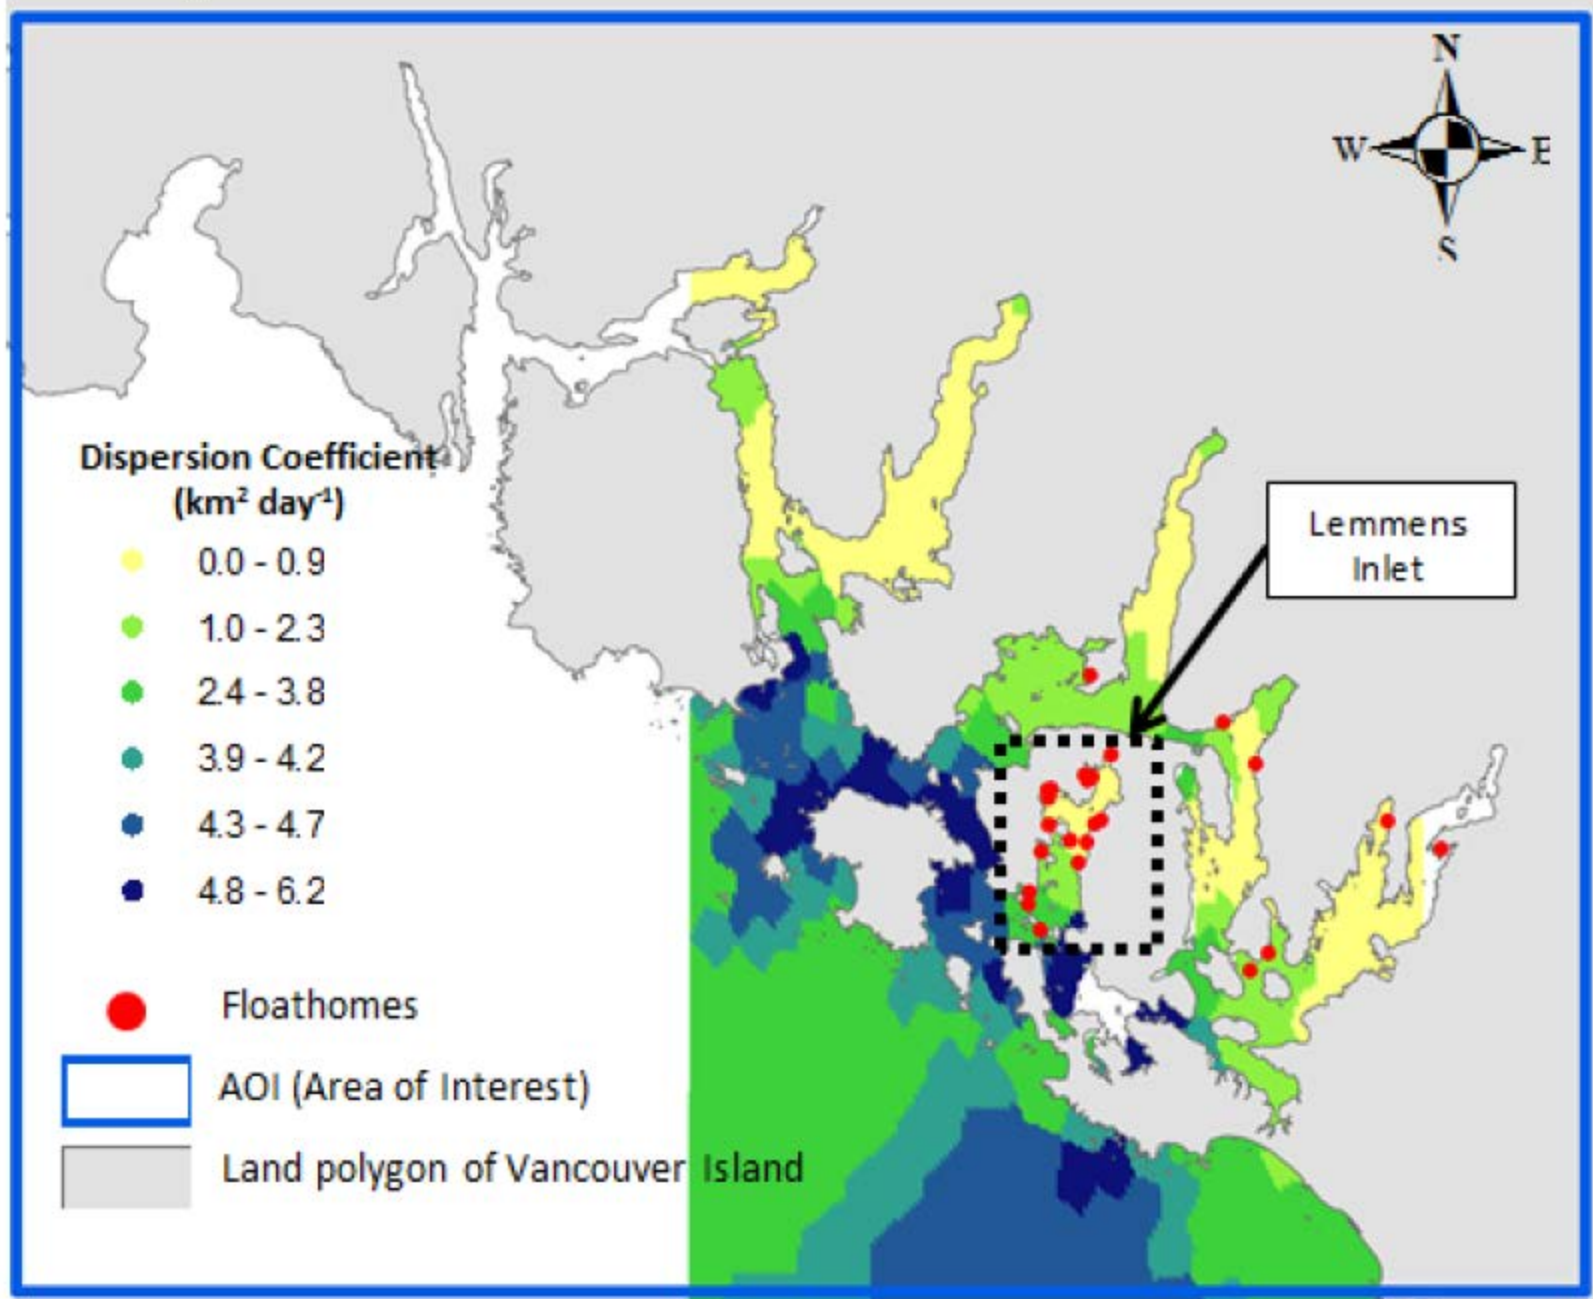 N
W E
S
Dispersion Coefficient
(km² day⁻¹)
0.0 - 0.9
1.0 - 2.3
2.4 - 3.8
3.9 - 4.2
4.3 - 4.7
4.8 - 6.2
Lemmens
Inlet
Floathomes
AOI (Area of Interest)
Land polygon of Vancouver Island